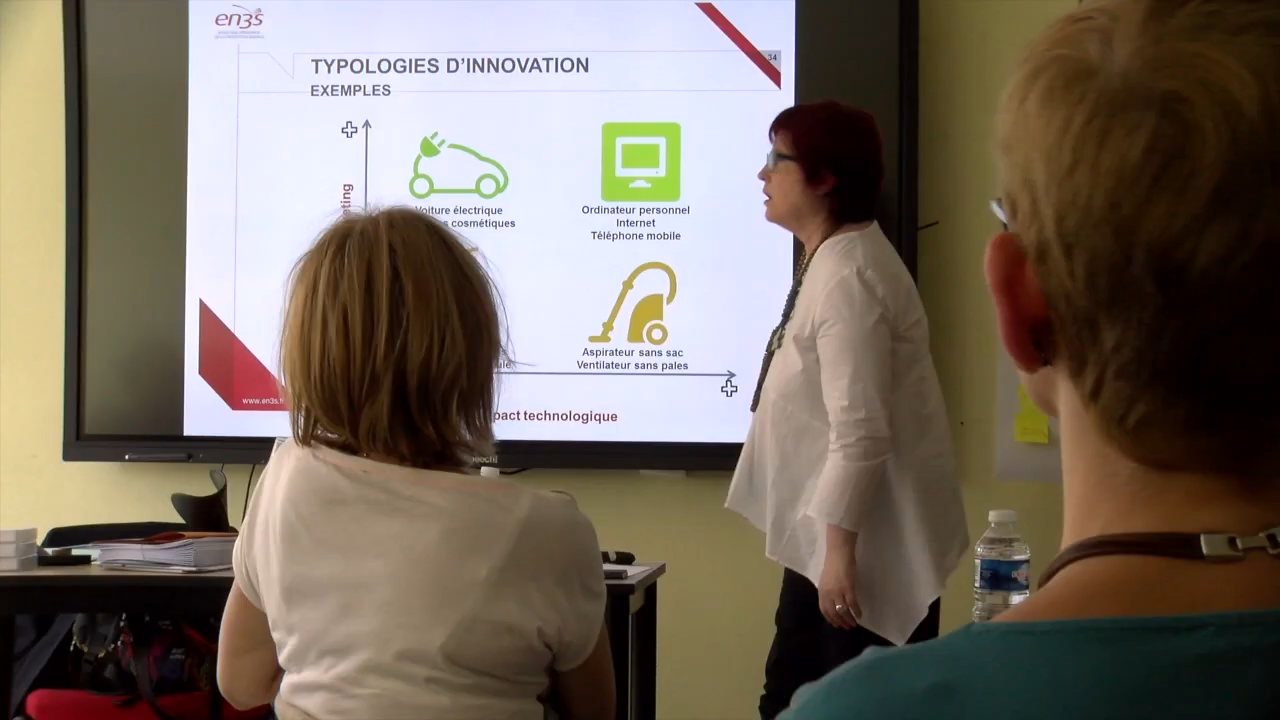 en3s
34
TYPOLOGIES D'INNOVATION
EXEMPLES
Voiture électrique
cosmétiques
Ordinateur personnel
Internet
Téléphone mobile
Aspirateur sans sac
Ventilateur sans pales
pact technologique
www.en3s.f